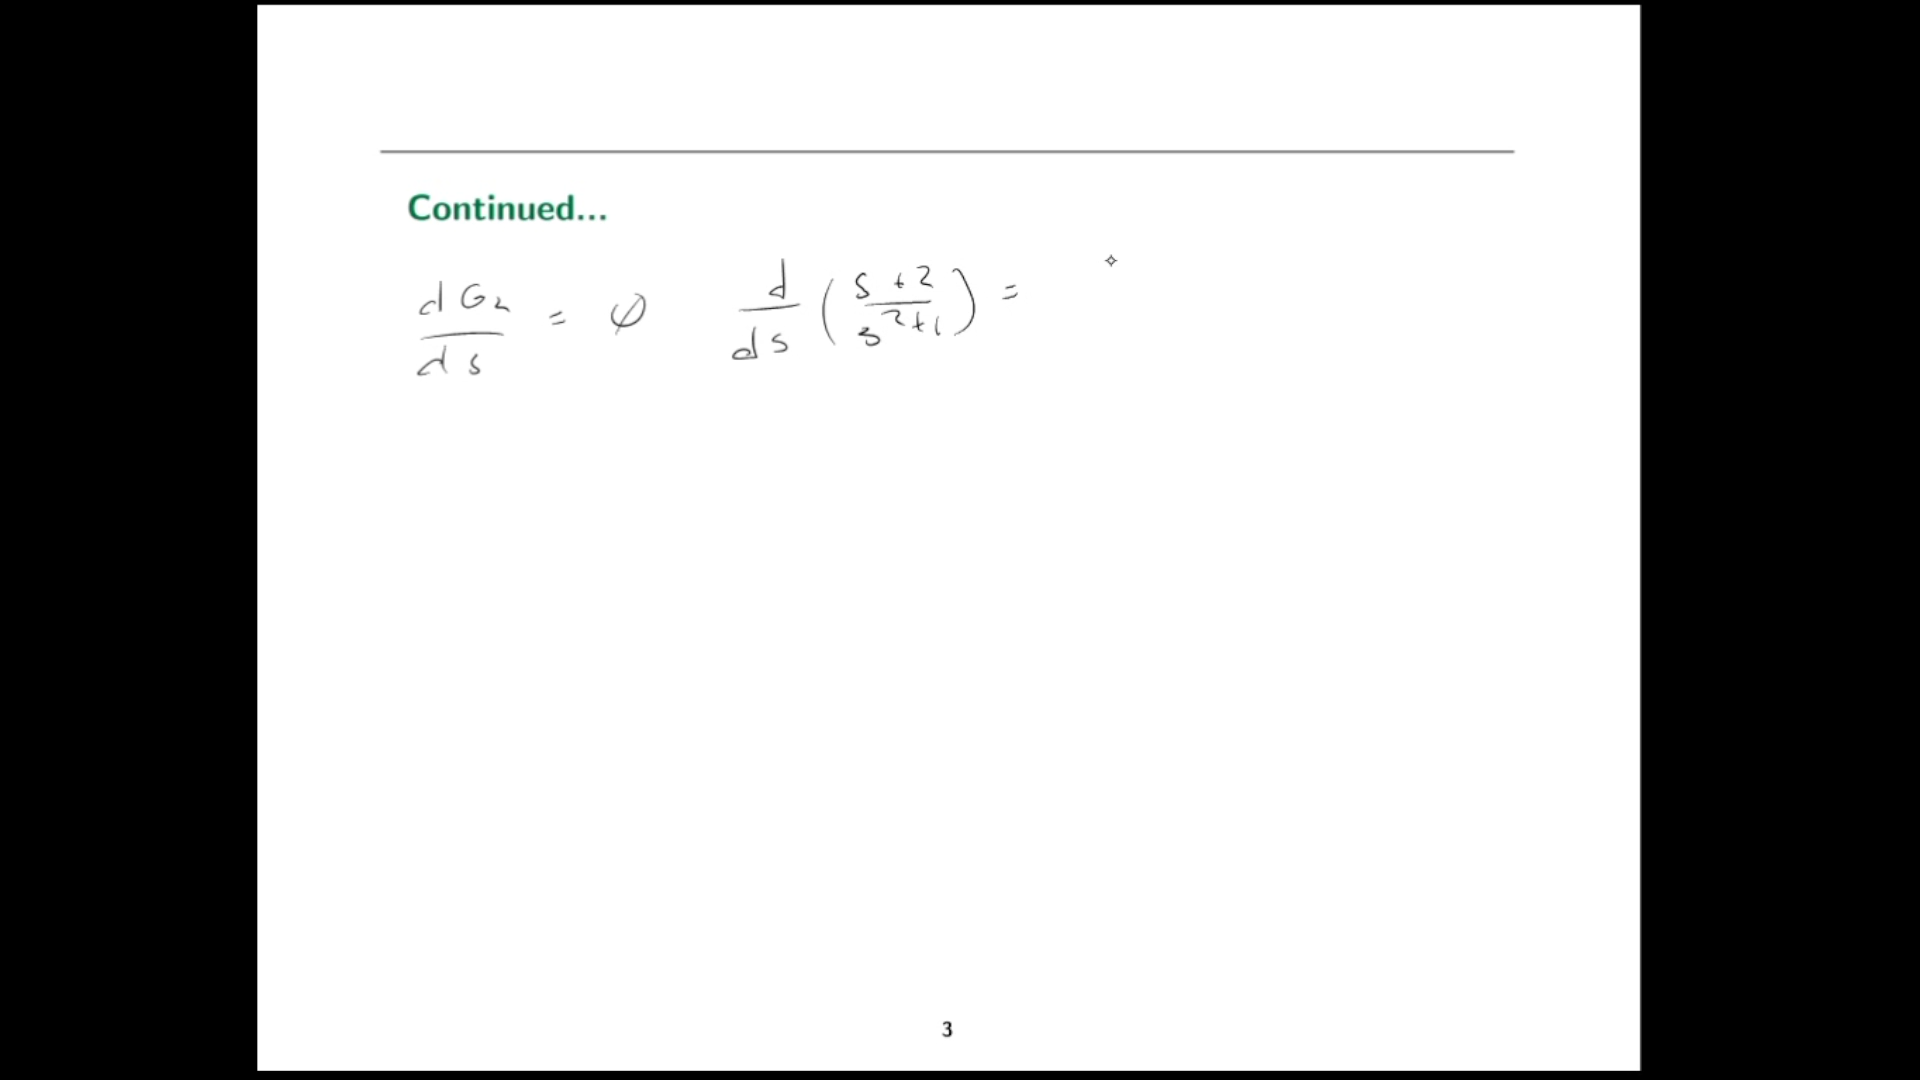 Continued...
dG₂/ds = φ d/ds ( s+2 / s²+1 ) =
3